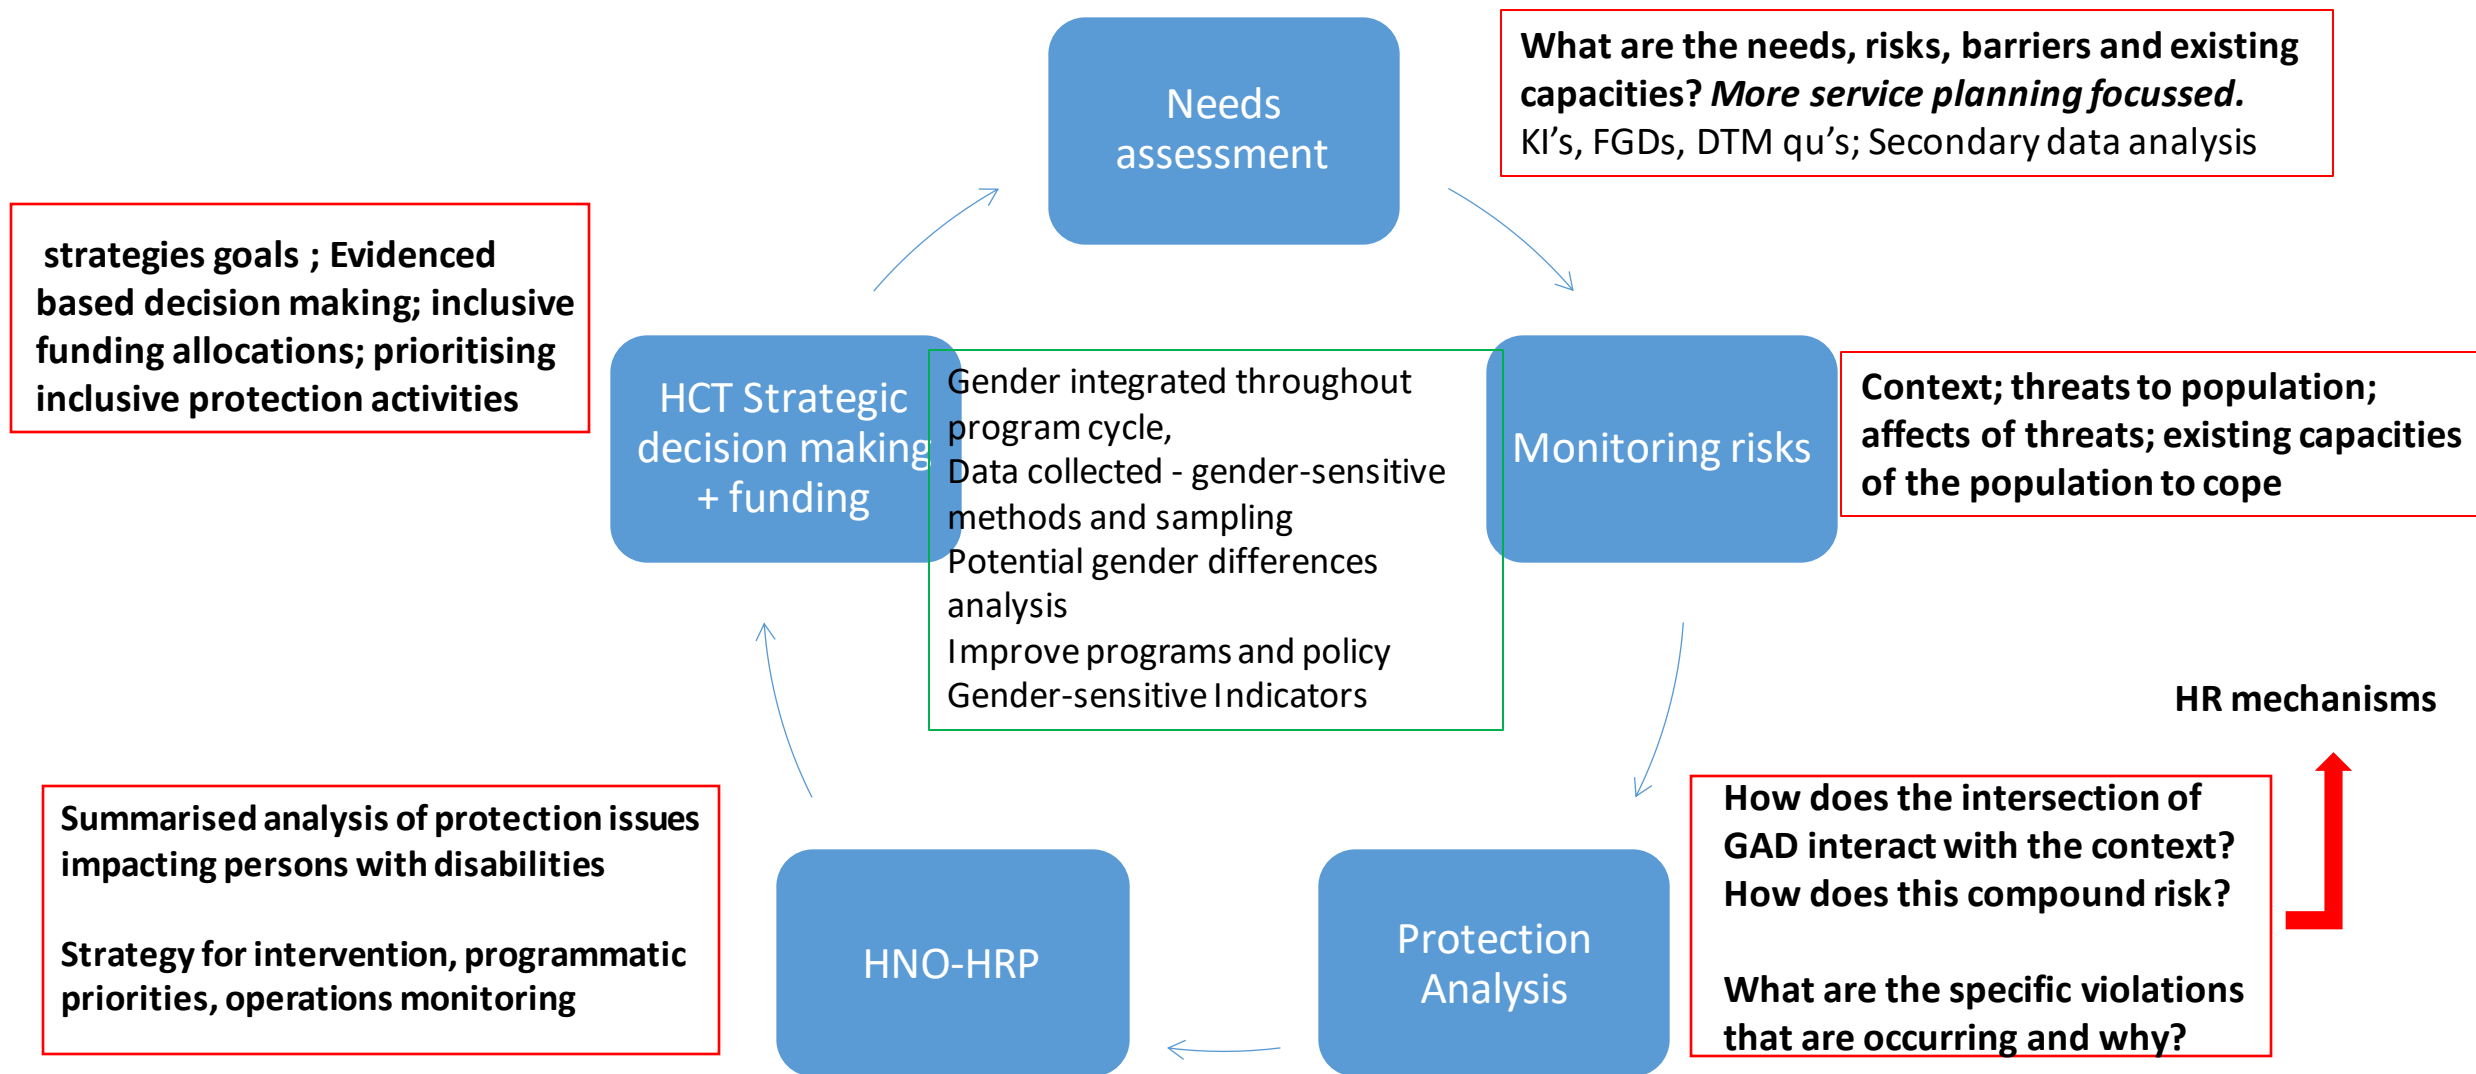 Needs
assessment
What are the needs, risks, barriers and existing
capacities? More service planning focussed.
KI's, FGDs, DTM qu's; Secondary data analysis
strategies goals ; Evidenced
based decision making; inclusive
funding allocations; prioritising
inclusive protection activities
HCT Strategic
decision making
+ funding
Gender integrated throughout
program cycle,
Data collected - gender-sensitive
methods and sampling
Potential gender differences
analysis
Improve programs and policy
Gender-sensitive Indicators
Monitoring risks
Context; threats to population;
affects of threats; existing capacities
of the population to cope
HR mechanisms
Summarised analysis of protection issues
impacting persons with disabilities
Strategy for intervention, programmatic
priorities, operations monitoring
HNO-HRP
Protection
Analysis
How does the intersection of
GAD interact with the context?
How does this compound risk?
What are the specific violations
that are occurring and why?